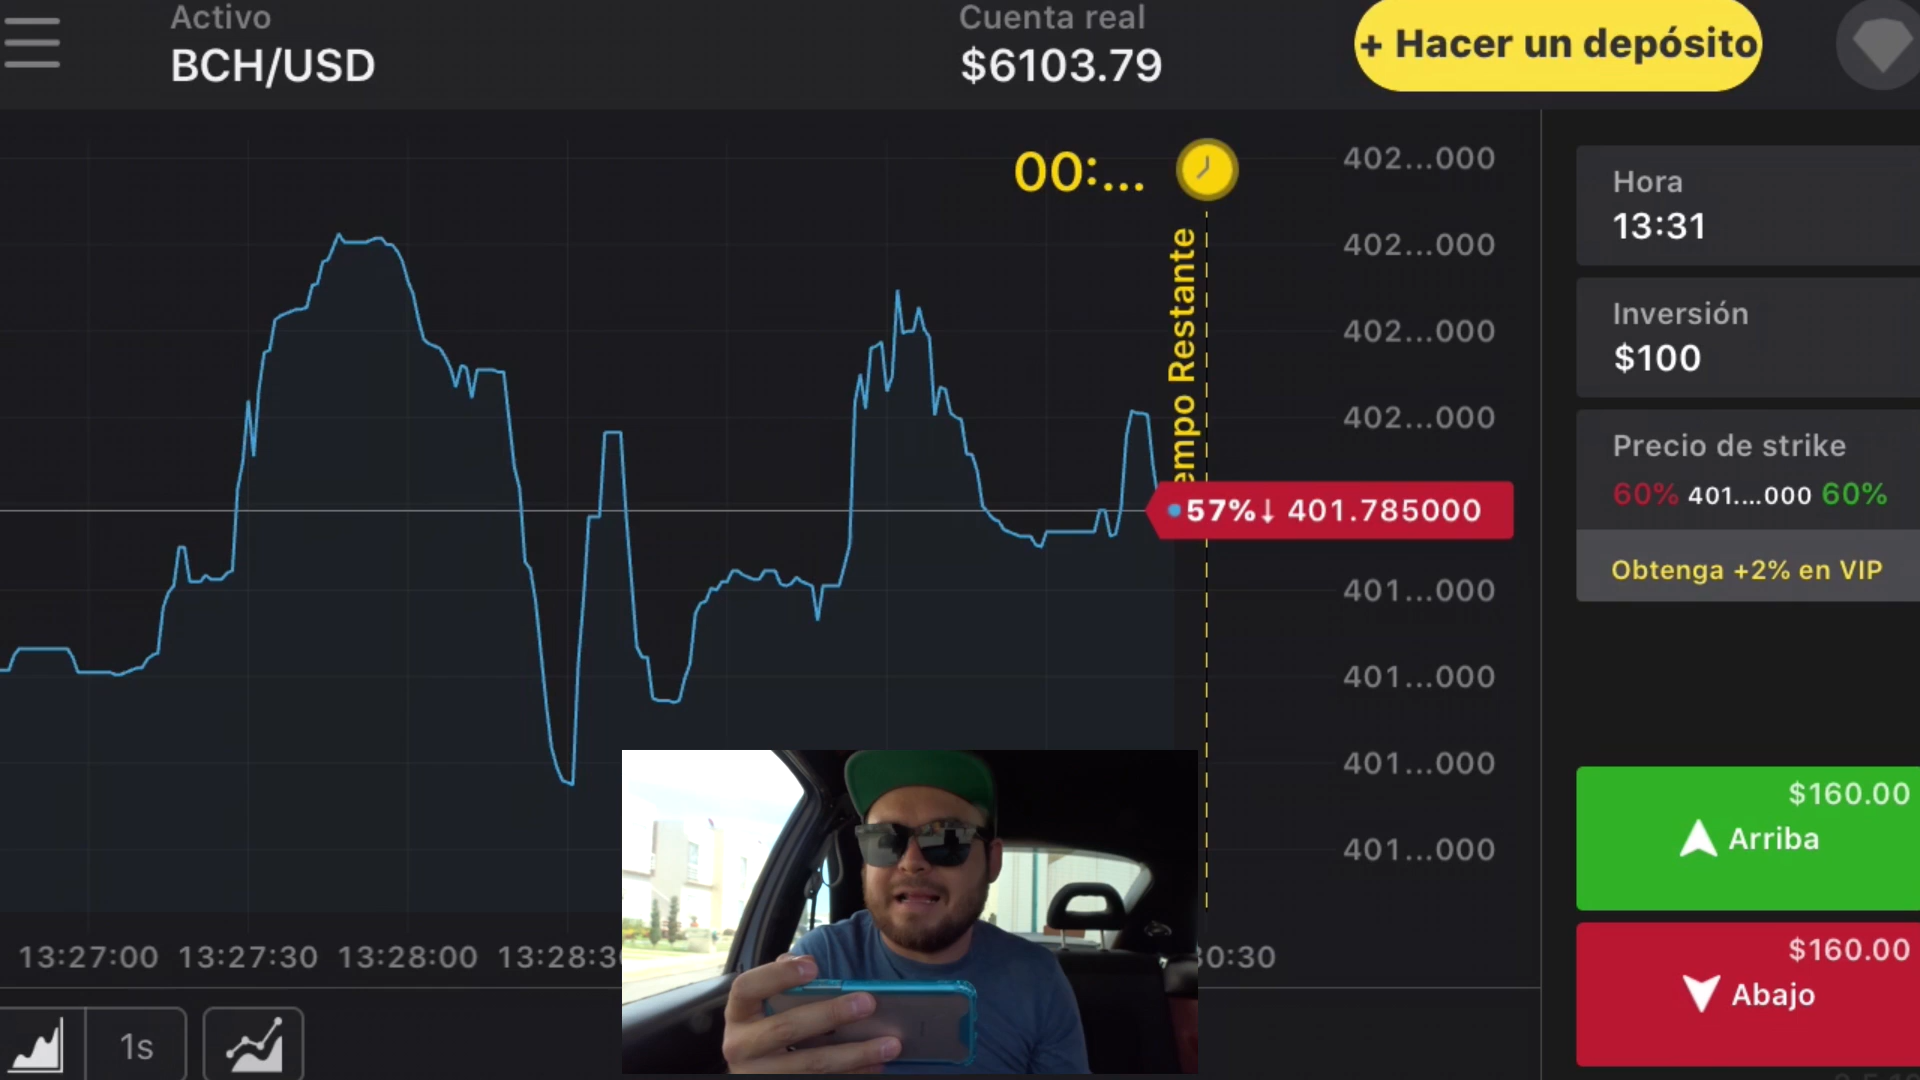 Activo
BCH/USD
Cuenta real
$6103.79
+ Hacer un depósito
00:...
empo Restante
402...000
402...000
402...000
402...000
57%↓ 401.785000
401...000
401...000
401...000
401...000
Hora
13:31
Inversión
$100
Precio de strike
60% 401....000 60%
Obtenga +2% en VIP
$160.00
Arriba
$160.00
Abajo
13:27:00 13:27:30 13:28:00 13:28:3 0:30
1s